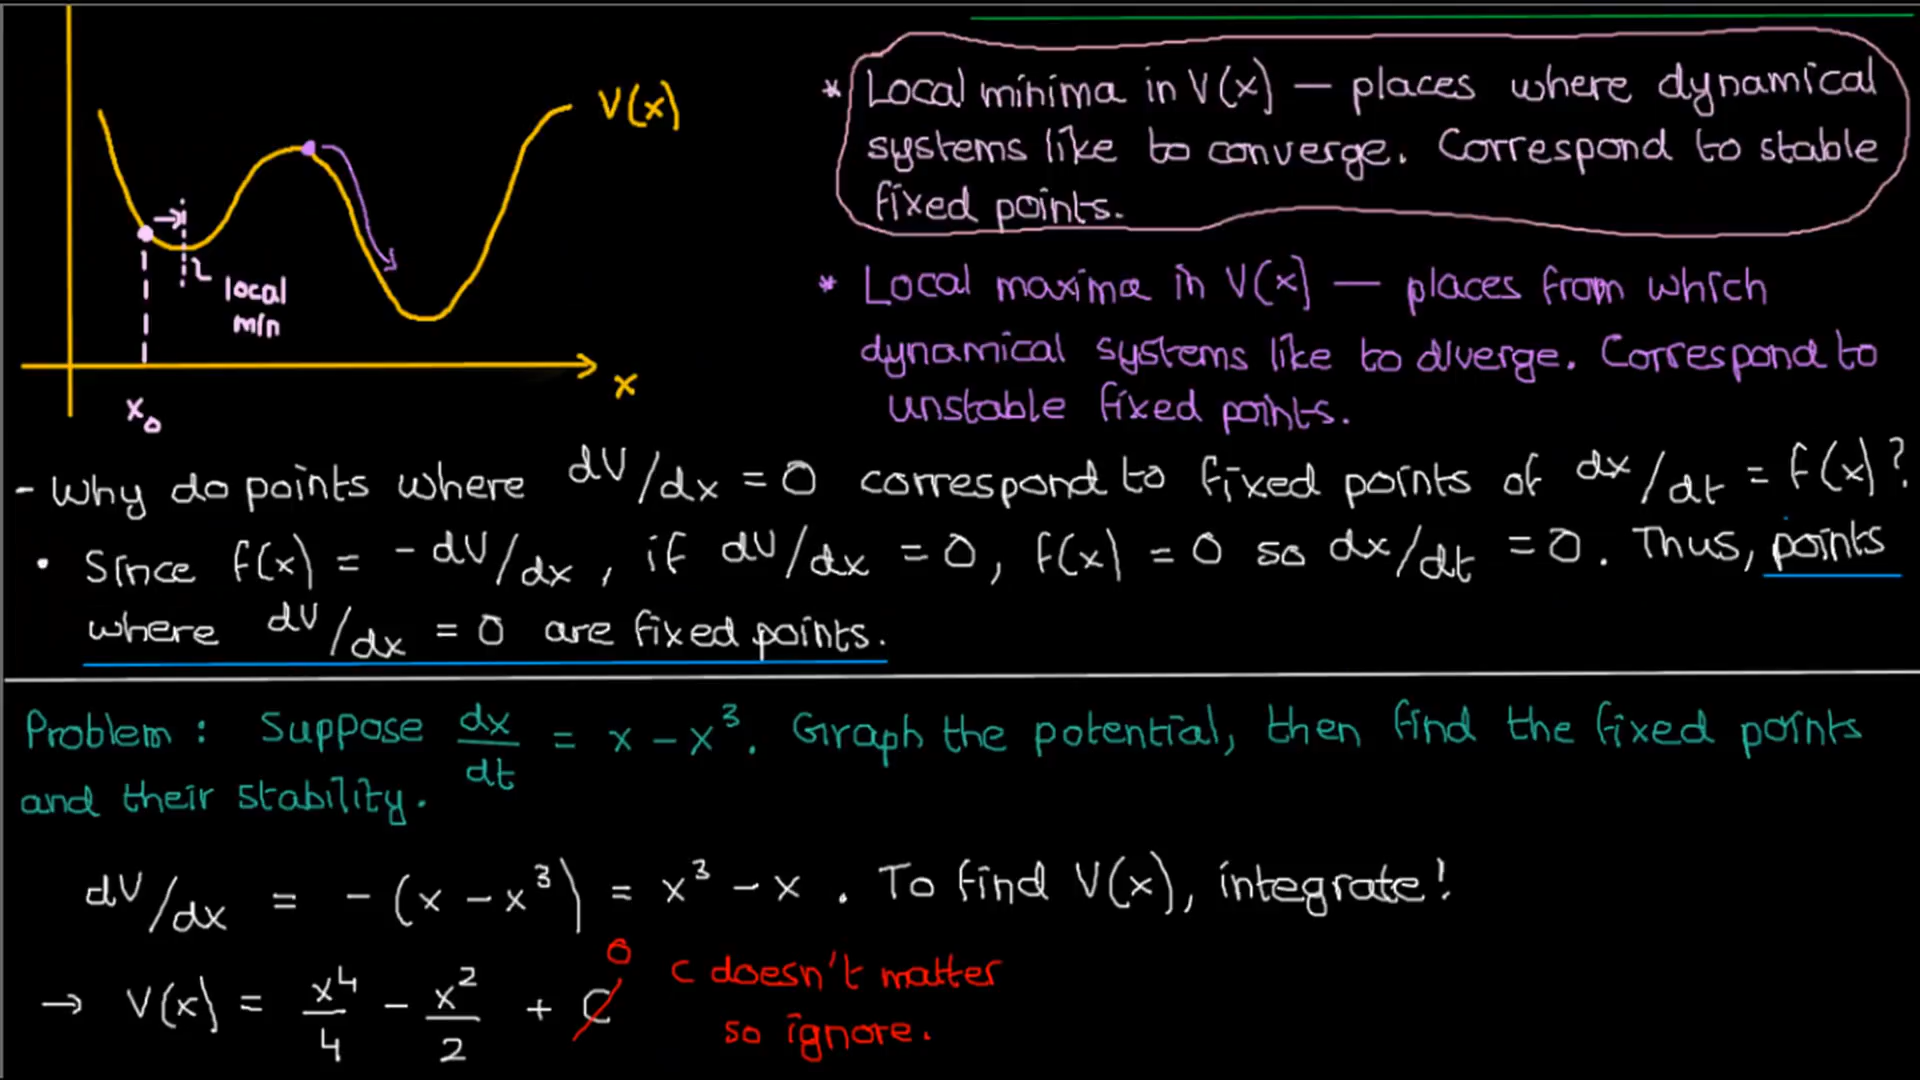 V(x)
local
min
x
x₀
* Local minima in V(x) — places where dynamical
systems like to converge. Correspond to stable
fixed points.
* Local maxima in V(x) — places from which
dynamical systems like to diverge. Correspond to
unstable fixed points.
- Why do points where dV/dx = 0 correspond to fixed points of dx/dt = f(x)?
• Since f(x) = - dV/dx, if dV/dx = 0, f(x) = 0 so dx/dt = 0. Thus, points
where dV/dx = 0 are fixed points.
Problem: Suppose dx/dt = x - x³. Graph the potential, then find the fixed points
and their stability.
dV/dx = - (x - x³) = x³ - x. To find V(x), integrate!
→ V(x) = x⁴/4 - x²/2 + C 0
C doesn't matter
so ignore.